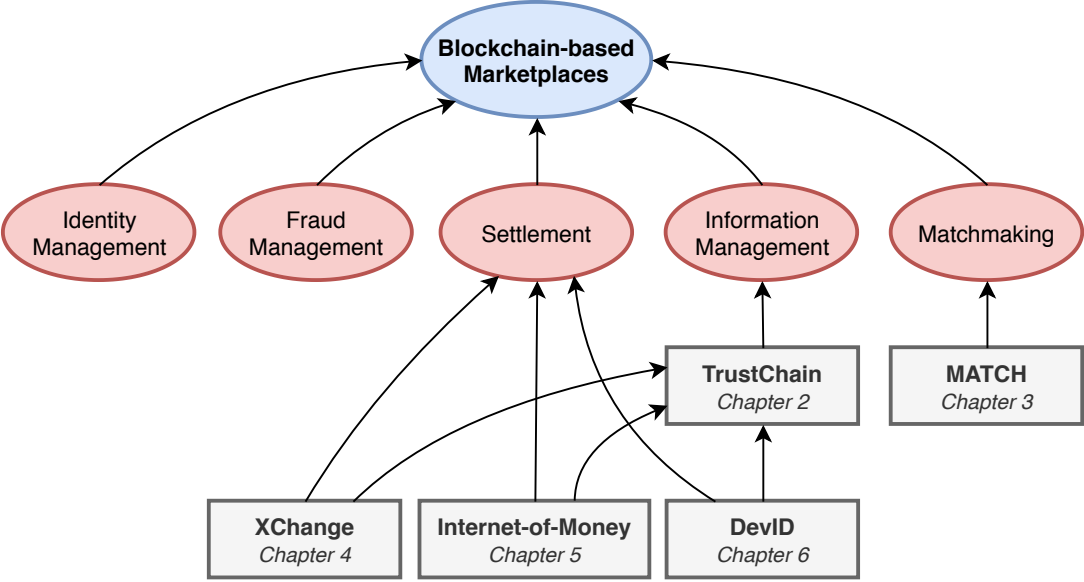 Blockchain-based
Marketplaces
Identity
Management
Fraud
Management
Settlement
Information
Management
Matchmaking
TrustChain
Chapter 2
MATCH
Chapter 3
XChange
Chapter 4
Internet-of-Money
Chapter 5
DevID
Chapter 6